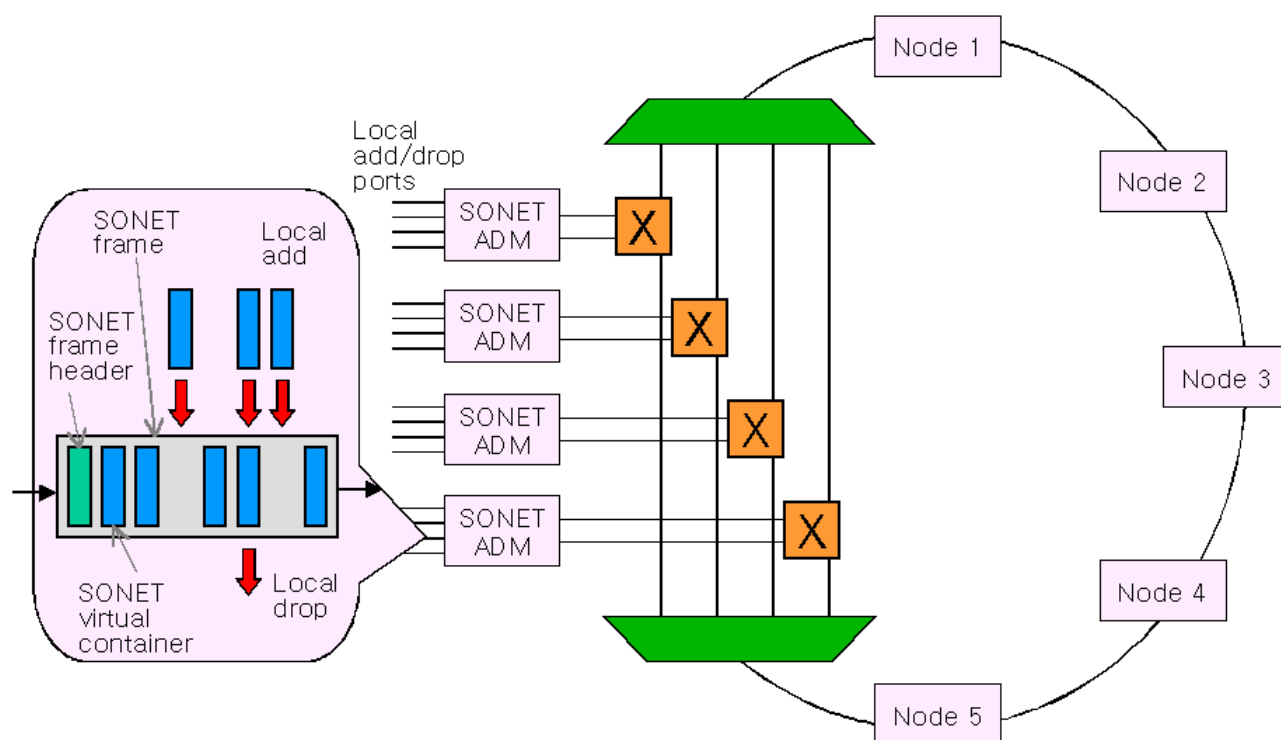 Node 1
Local
add/drop
ports
Node 2
SONET
ADM
X
SONET
frame
Local
add
SONET
frame
header
SONET
ADM
X
Node 3
SONET
ADM
X
SONET
ADM
X
SONET
virtual
container
Local
drop
Node 4
Node 5